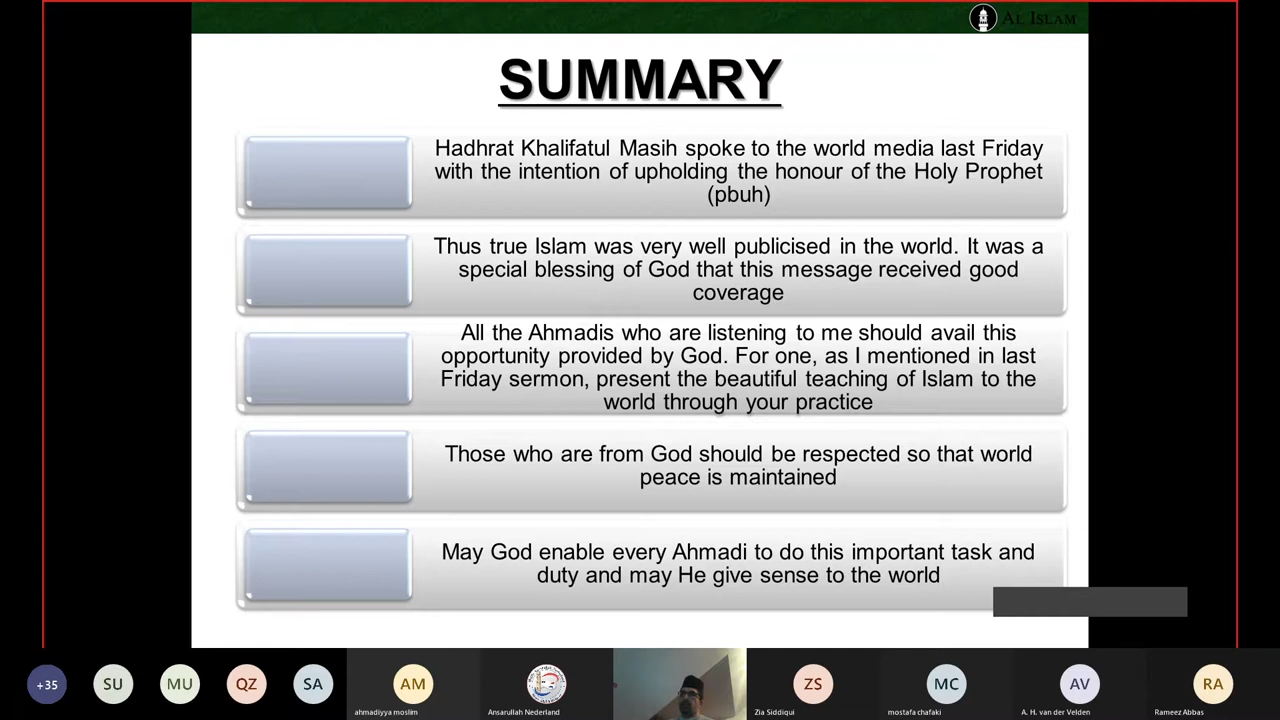 AL ISLAM
SUMMARY
Hadhrat Khalifatul Masih spoke to the world media last Friday
with the intention of upholding the honour of the Holy Prophet
(pbuh)
Thus true Islam was very well publicised in the world. It was a
special blessing of God that this message received good
coverage
All the Ahmadis who are listening to me should avail this
opportunity provided by God. For one, as I mentioned in last
Friday sermon, present the beautiful teaching of Islam to the
world through your practice
Those who are from God should be respected so that world
peace is maintained
May God enable every Ahmadi to do this important task and
duty and may He give sense to the world
+35
SU
MU
QZ
SA
AM
ahmadiyya moslim
Ansarullah Nederland
ZS
Zia Siddiqui
MC
mostafa chafaki
AV
A. H. van der Velden
RA
Rameez Abbas